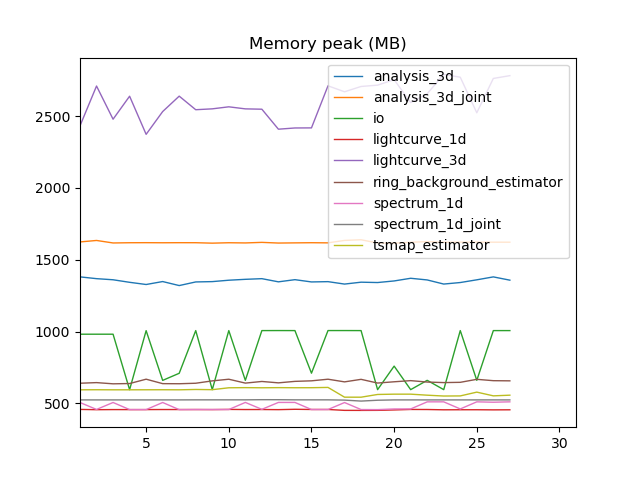 Memory peak (MB)
analysis_3d
analysis_3d_joint
io
lightcurve_1d
lightcurve_3d
ring_background_estimator
spectrum_1d
spectrum_1d_joint
tsmap_estimator
2500
2000
1500
1000
500
5 10 15 20 25 30